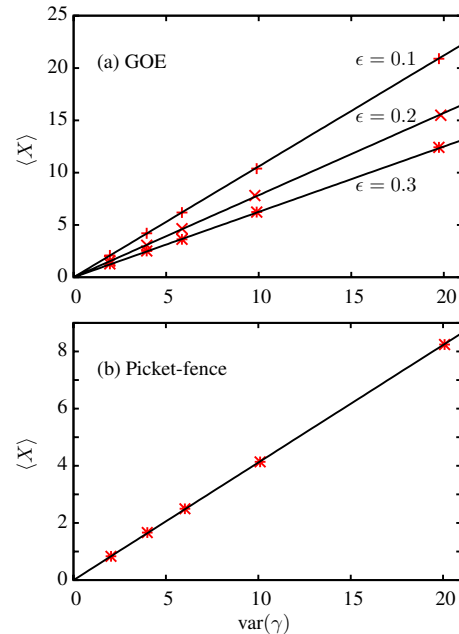 25
(a) GOE
ϵ = 0.1
20
ϵ = 0.2
15
⟨X⟩
10
ϵ = 0.3
5
0
0 5 10 15 20
8
(b) Picket-fence
6
⟨X⟩
4
2
0
0 5 10 15 20
var(γ)